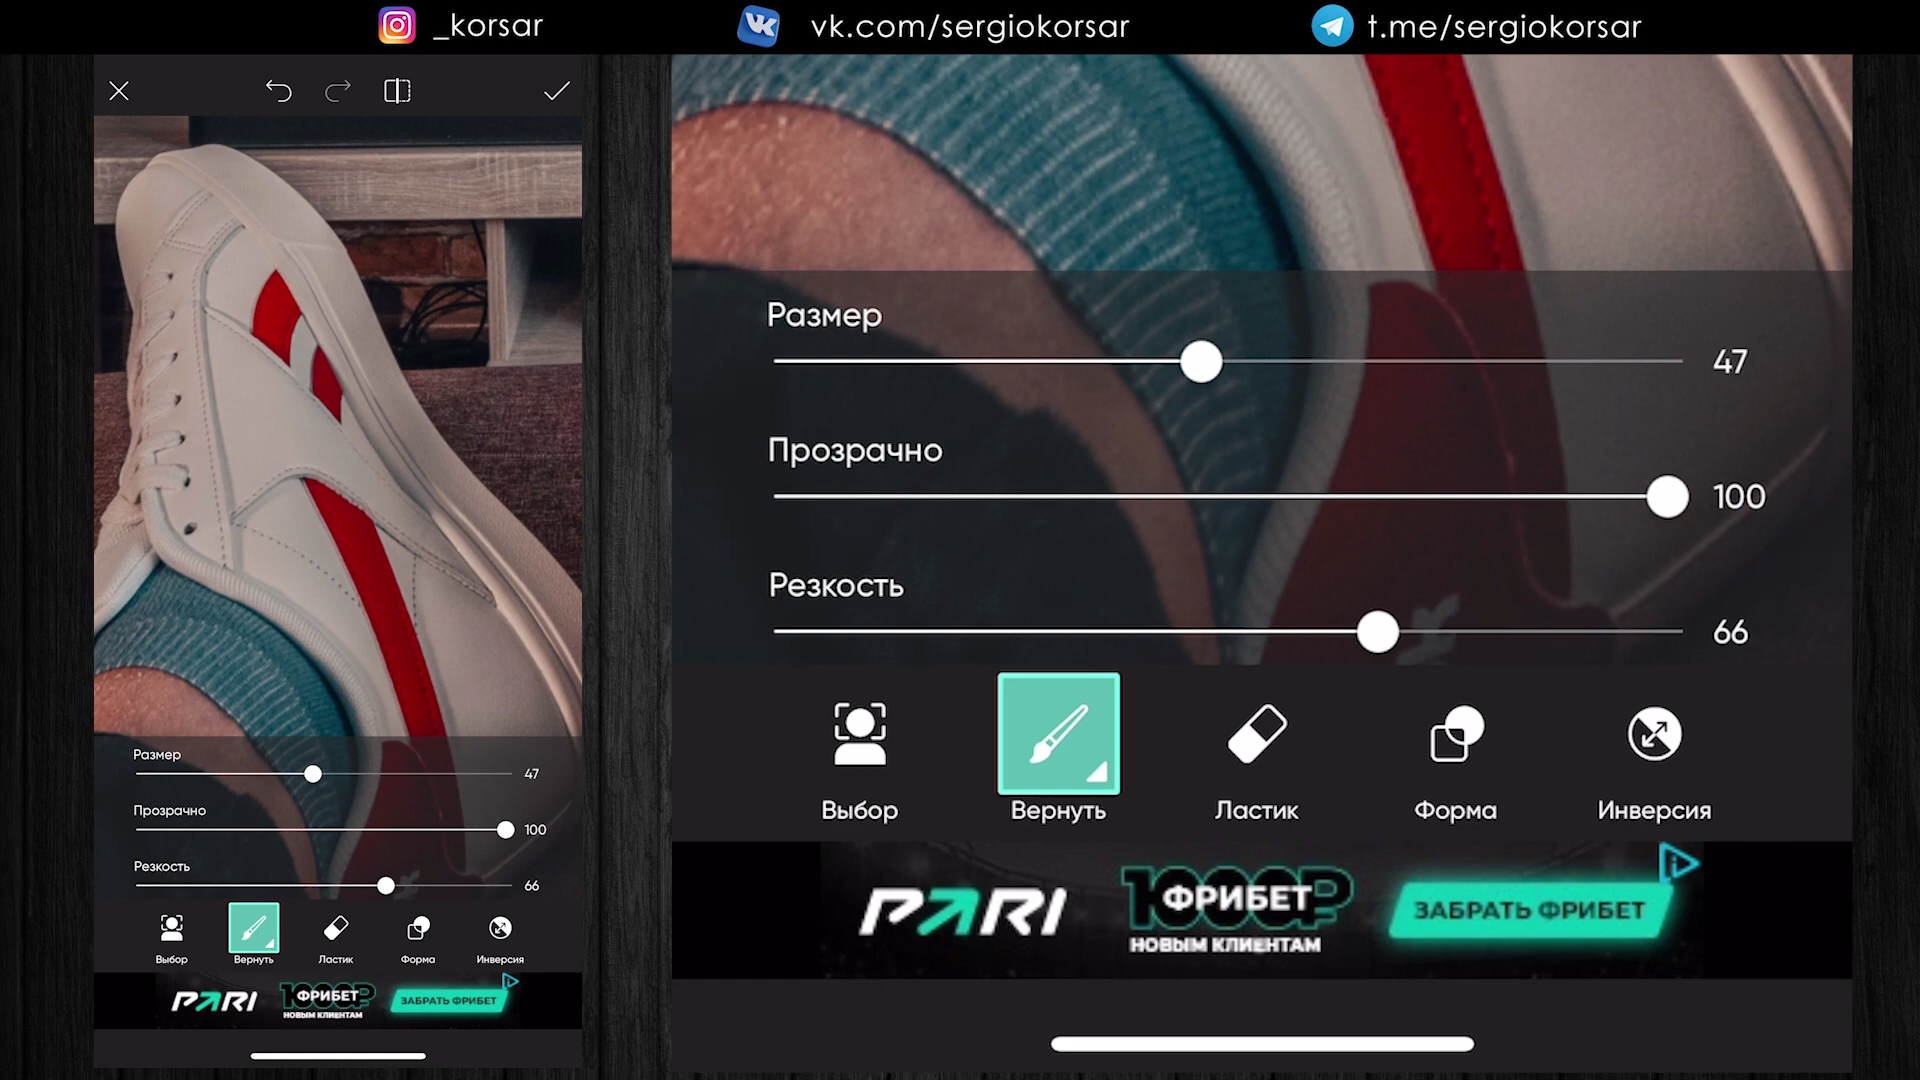 _korsar
vk.com/sergiokorsar
t.me/sergiokorsar
Размер
47
Прозрачно
100
Резкость
66
Выбор
Вернуть
Ластик
Форма
Инверсия
PARI
1000₽
ФРИБЕТ
НОВЫМ КЛИЕНТАМ
ЗАБРАТЬ ФРИБЕТ
Размер
47
Прозрачно
100
Резкость
66
Выбор
Вернуть
Ластик
Форма
Инверсия
PARI
1000₽
ФРИБЕТ
НОВЫМ КЛИЕНТАМ
ЗАБРАТЬ ФРИБЕТ